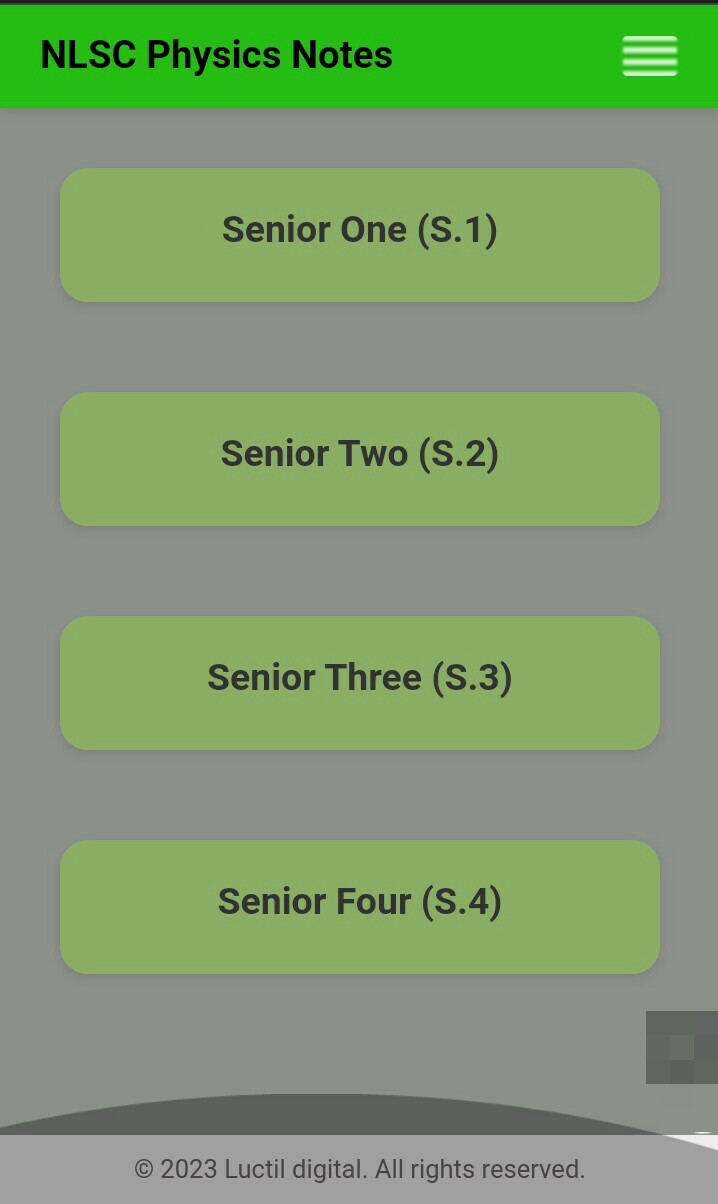 NLSC Physics Notes
Senior One (S.1)
Senior Two (S.2)
Senior Three (S.3)
Senior Four (S.4)
© 2023 Luctil digital. All rights reserved.